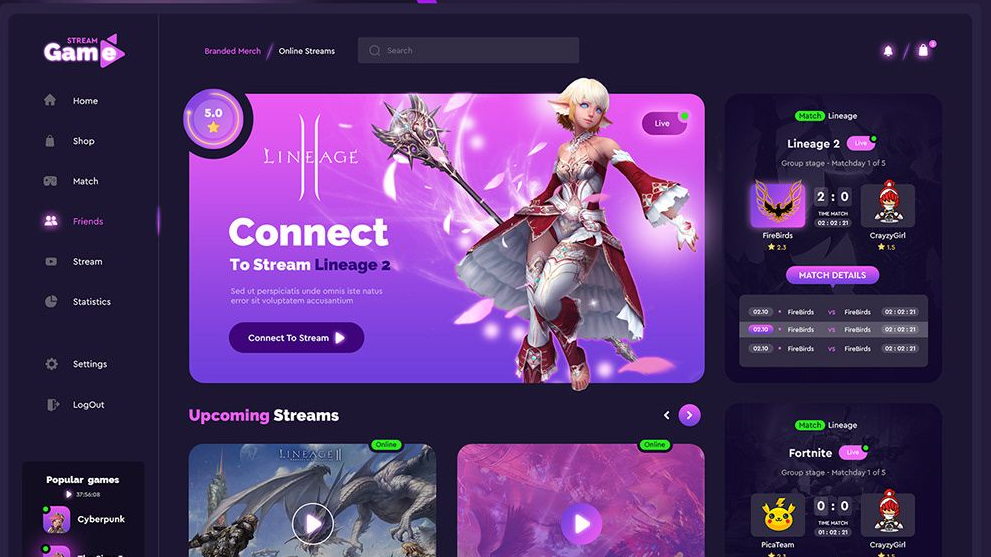 STREAM
Game
Home
Shop
Match
Friends
Stream
Statistics
Settings
LogOut
Popular games
37:56:08
Cyberpunk
Branded Merch / Online Streams
Search
5.0
LINEAGE
II
Live
Connect
To Stream Lineage 2
Sed ut perspiciatis unde omnis iste natus
error sit voluptatem accusantium
Connect To Stream
Upcoming Streams
Online
LINEAGE II
Online
Match Lineage
Lineage 2 Live
Group stage - Matchday 1 of 5
2 : 0
TIME MATCH
02 : 02 : 21
FireBirds CrayzyGirl
2.3 1.5
MATCH DETAILS
02.10 • FireBirds vs FireBirds 02 : 02 : 21
02.10 • FireBirds vs FireBirds 02 : 02 : 21
02.10 • FireBirds vs FireBirds 02 : 02 : 21
Match Lineage
Fortnite Live
Group stage - Matchday 1 of 5
0 : 0
TIME MATCH
01 : 02 : 21
PicaTeam CrayzyGirl